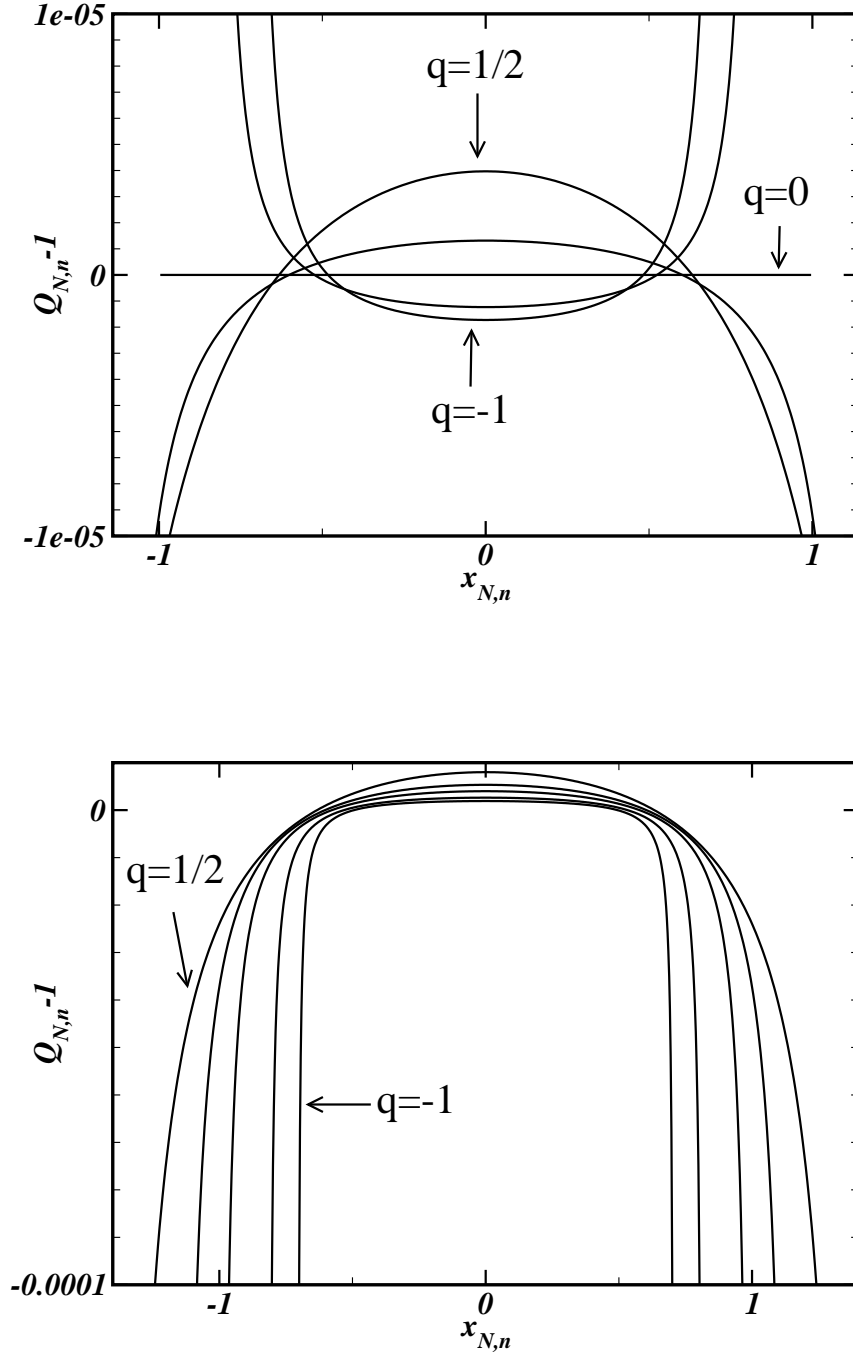 1e-05
q=1/2
q=0
Q_{N,n}-1
0
q=-1
-1e-05
-1 0 1
x_{N,n}
0
q=1/2
Q_{N,n}-1
q=-1
-0.0001
-1 0 1
x_{N,n}